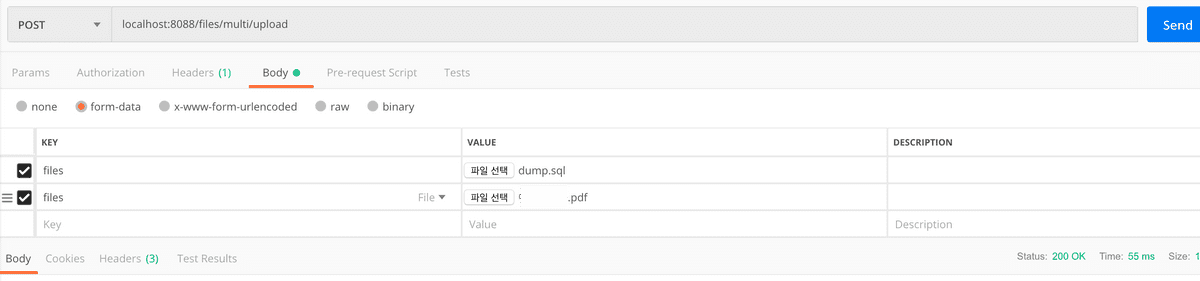 POST localhost:8088/files/multi/upload Send
Params Authorization Headers (1) Body Pre-request Script Tests
none form-data x-www-form-urlencoded raw binary
KEY VALUE DESCRIPTION
files 파일 선택 dump.sql
files File 파일 선택 .pdf
Key Value Description
Body Cookies Headers (3) Test Results Status: 200 OK Time: 55 ms Size: 1